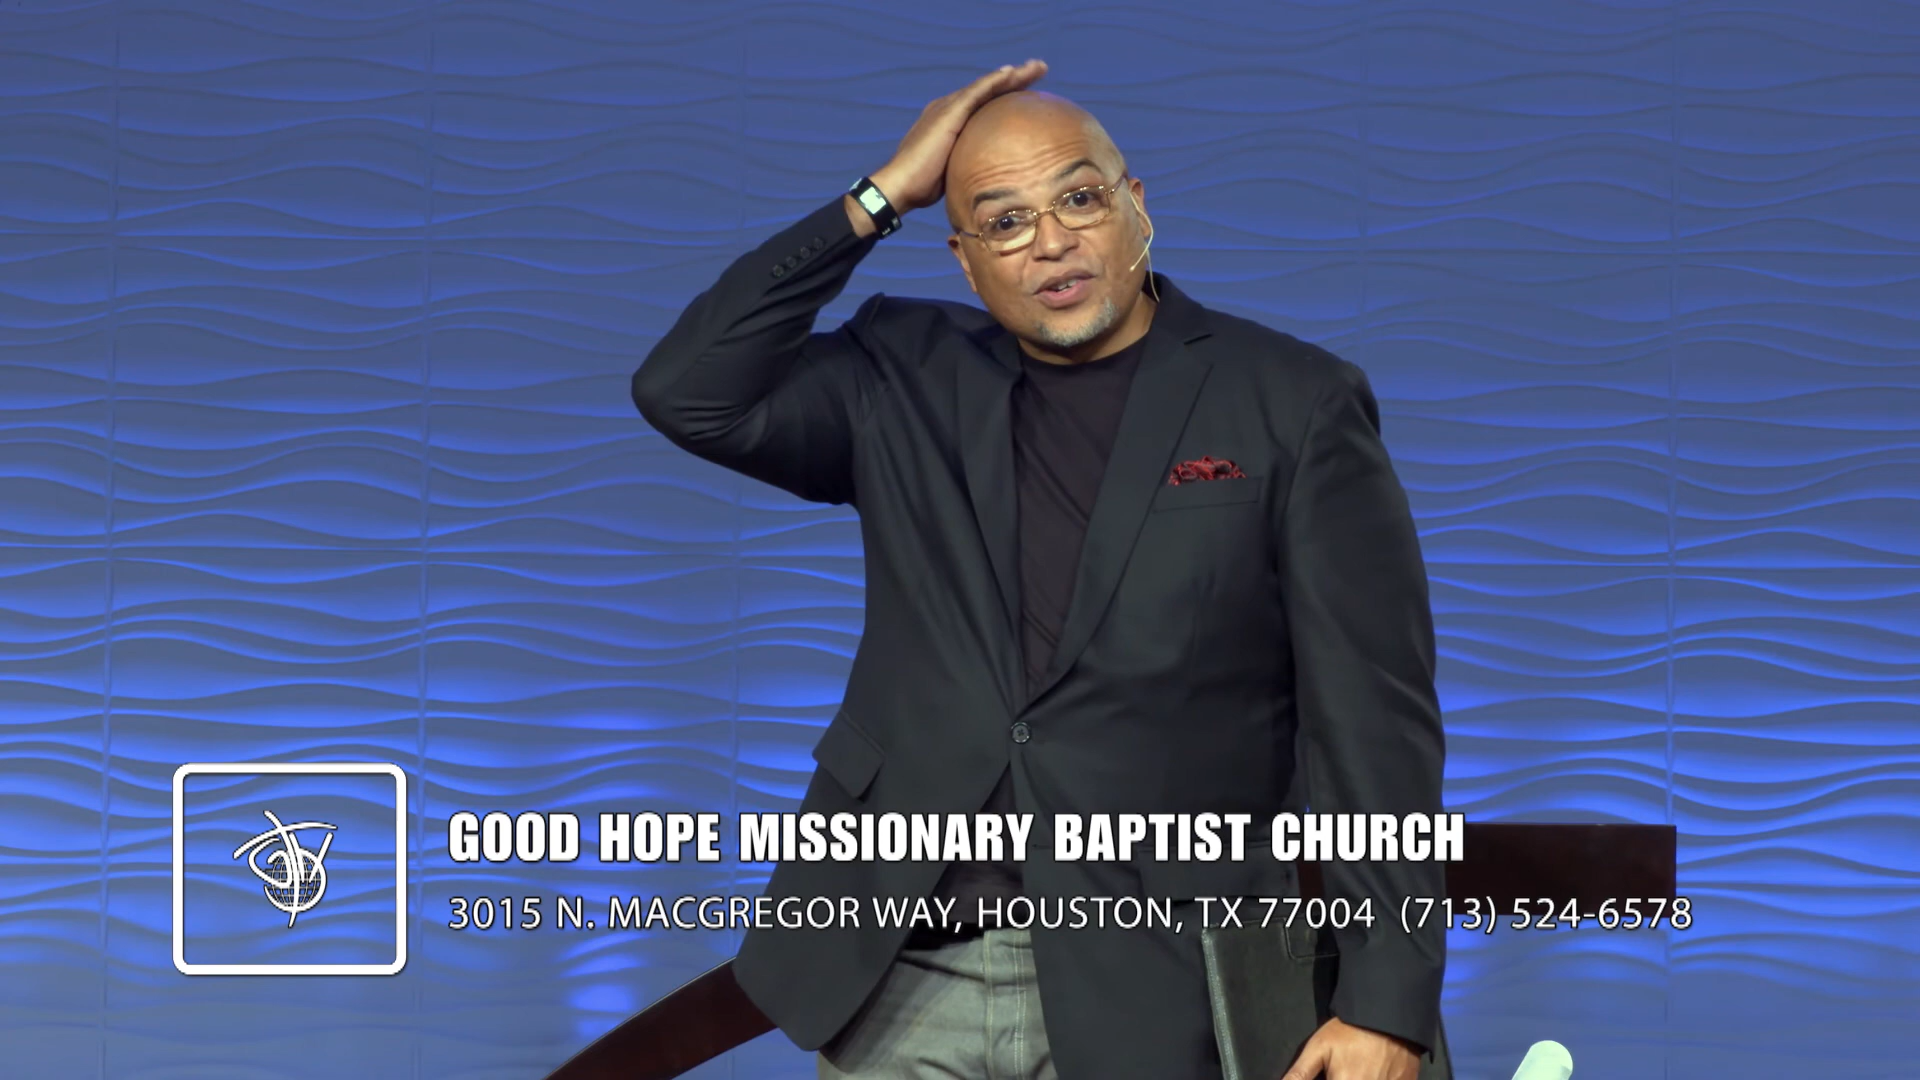 GOOD HOPE MISSIONARY BAPTIST CHURCH
3015 N. MACGREGOR WAY, HOUSTON, TX 77004 (713) 524-6578